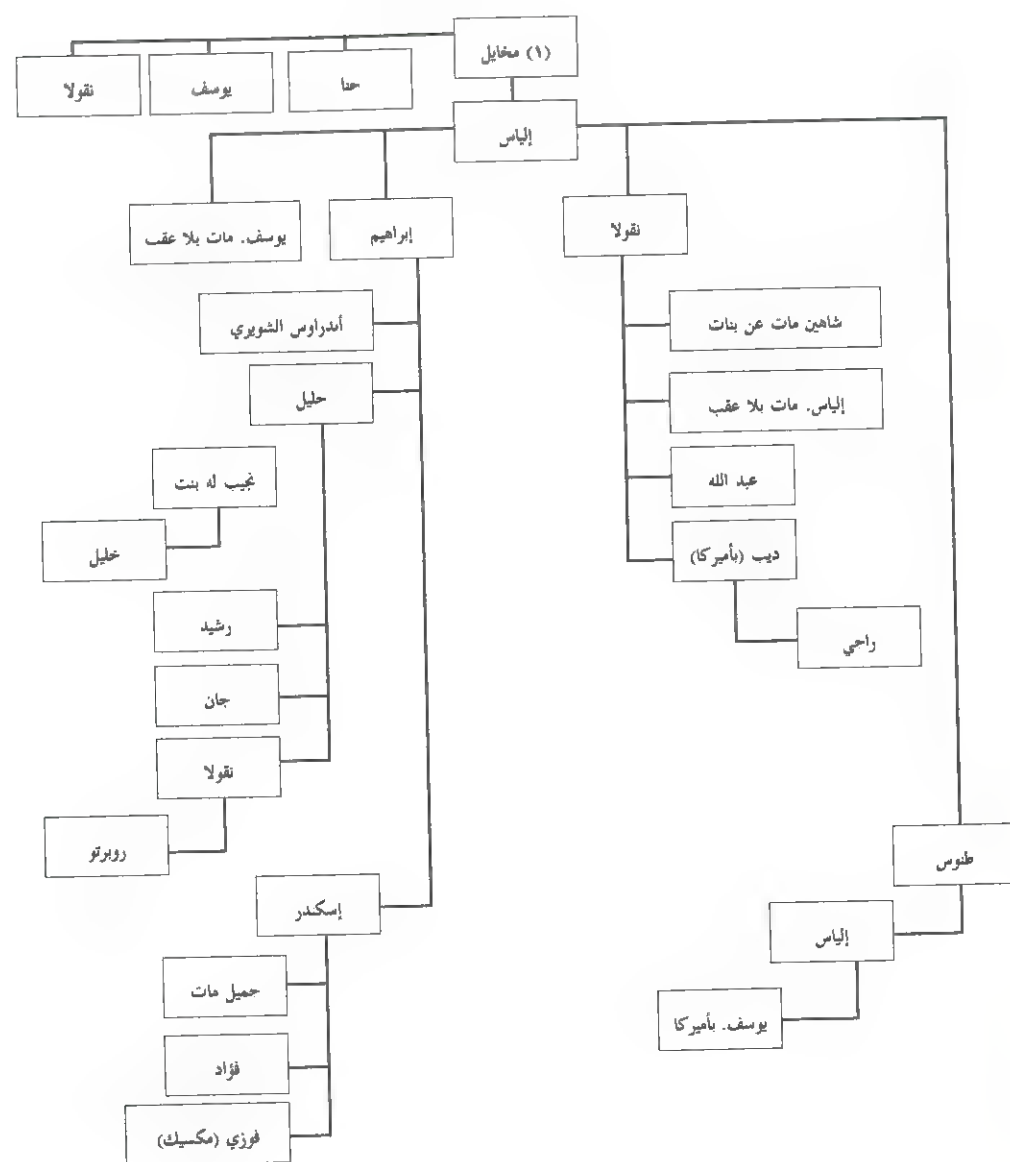 (١) مخايل
حنا
يوسف
نقولا
إلياس
نقولا
إبراهيم
يوسف. مات بلا عقب
شاهين مات عن بنات
أندراوس الشويري
إلياس. مات بلا عقب
حليل
عبد الله
نجيب له بنت
ديب (بأميركا)
خليل
راحي
رشيد
جان
نقولا
روبرتو
طنوس
إسكندر
إلياس
جميل مات
يوسف. بأميركا
فؤاد
فوزي (مكسيك)